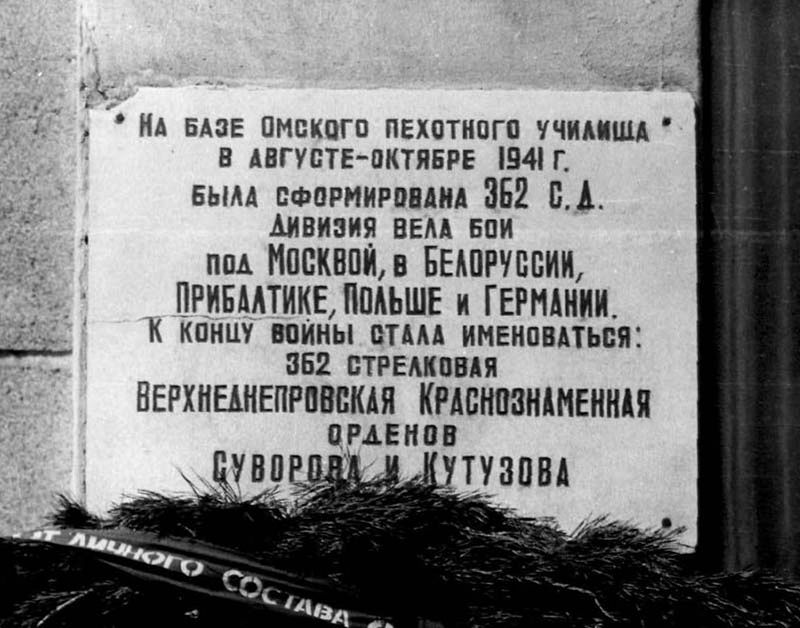 На базе Омского пехотного училища
в августе-октябре 1941 г.
была сформирована 362 с.д.
Дивизия вела бои
под Москвой, в Белоруссии,
Прибалтике, Польше и Германии.
К концу войны стала именоваться:
362 стрелковая
Верхнеднепровская Краснознаменная
орденов
Суворова и Кутузова
ЛИЧНОГО СОСТАВА